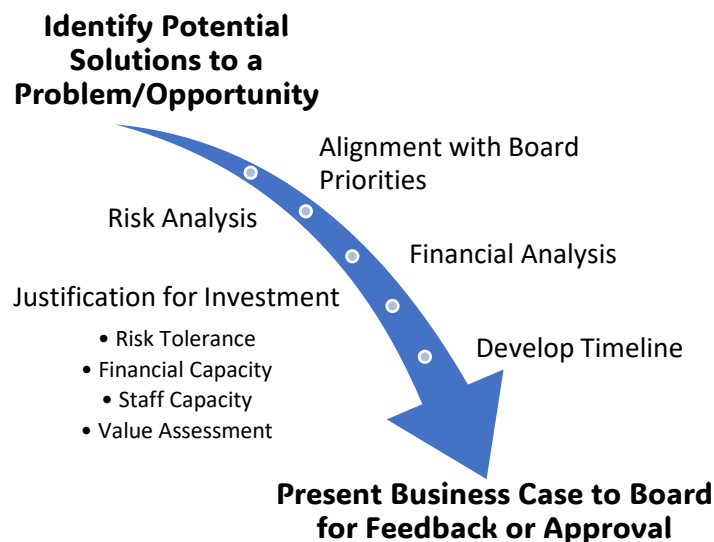 Identify Potential
Solutions to a
Problem/Opportunity
Alignment with Board
Priorities
Risk Analysis
Financial Analysis
Justification for Investment
• Risk Tolerance
• Financial Capacity
• Staff Capacity
• Value Assessment
Develop Timeline
Present Business Case to Board
for Feedback or Approval